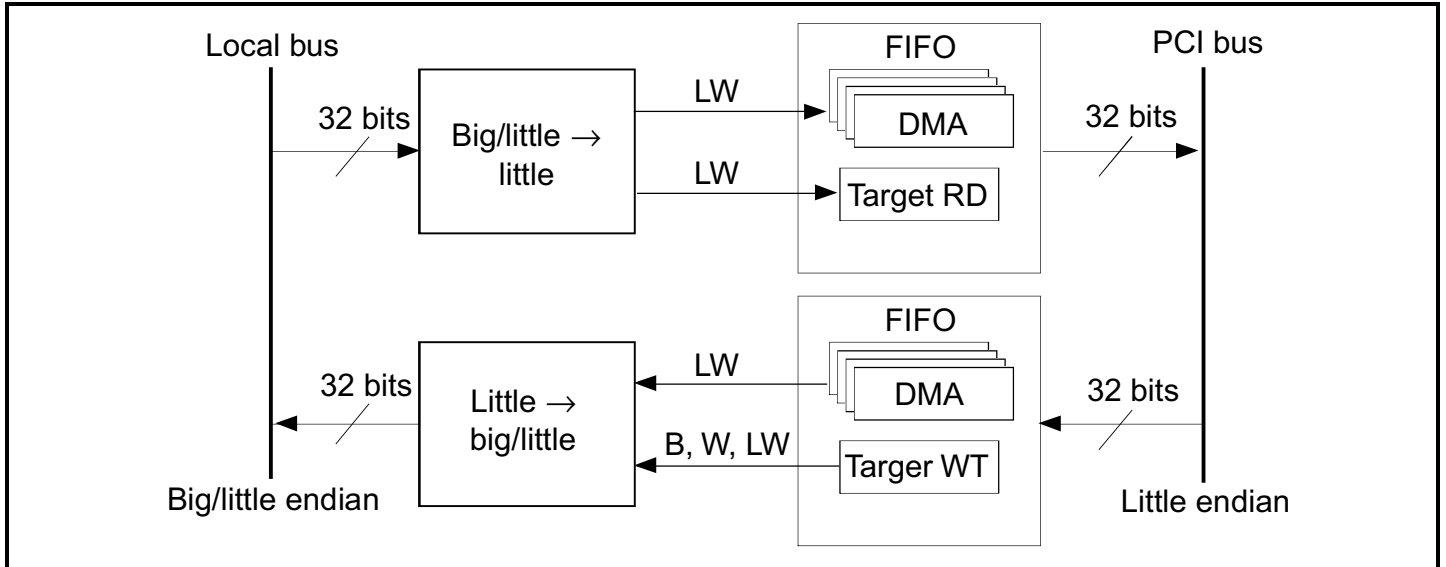 Local bus
FIFO
PCI bus
32 bits
Big/little →
little
LW
LW
DMA
Target RD
32 bits
FIFO
32 bits
Little →
big/little
LW
B, W, LW
DMA
Targer WT
32 bits
Big/little endian
Little endian